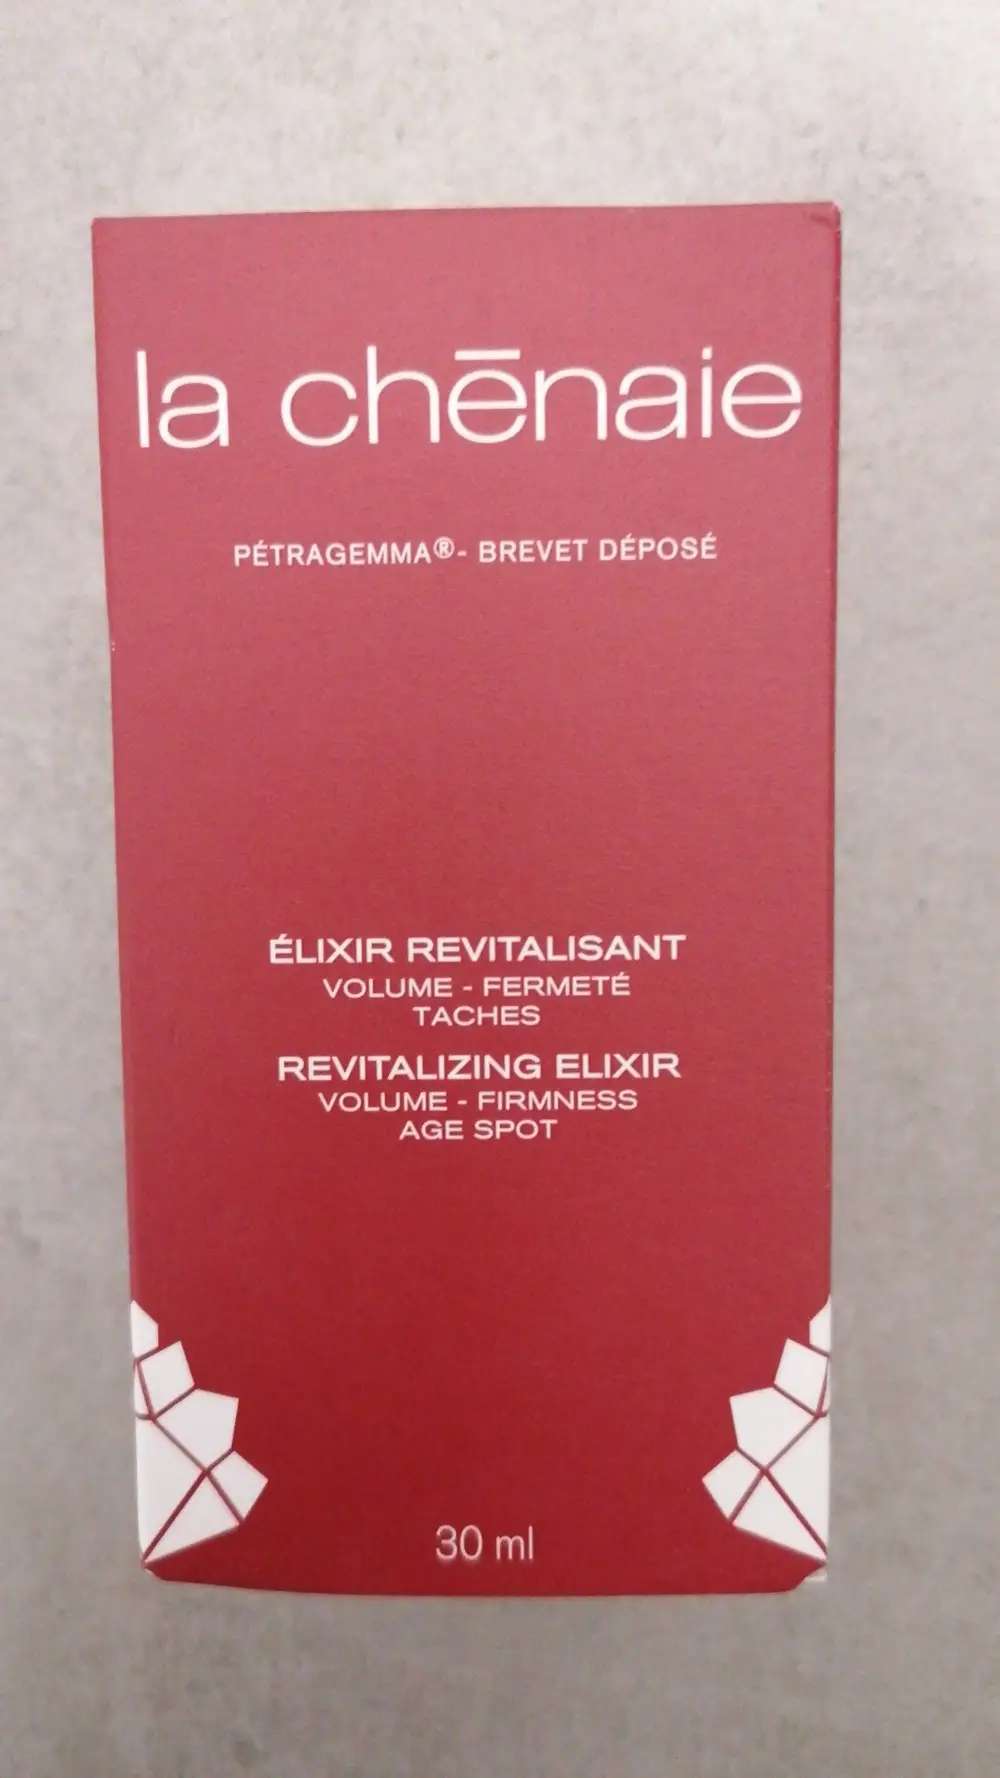 la chēnaie
PÉTRAGEMMA®- BREVET DÉPOSÉ
ÉLIXIR REVITALISANT
VOLUME - FERMETÉ
TACHES
REVITALIZING ELIXIR
VOLUME - FIRMNESS
AGE SPOT
30 ml